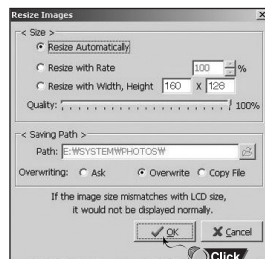 Resize Images
< Size >
Resize Automatically
Resize with Rate 100 %
Resize with Width, Height 160 X 128
Quality: 100%
< Saving Path >
Path: E:₩SYSTEM₩PHOTOS₩
Overwriting: Ask Overwrite Copy File
If the image size mismatches with LCD size,
it would not be displayed normally.
OK Cancel
Click